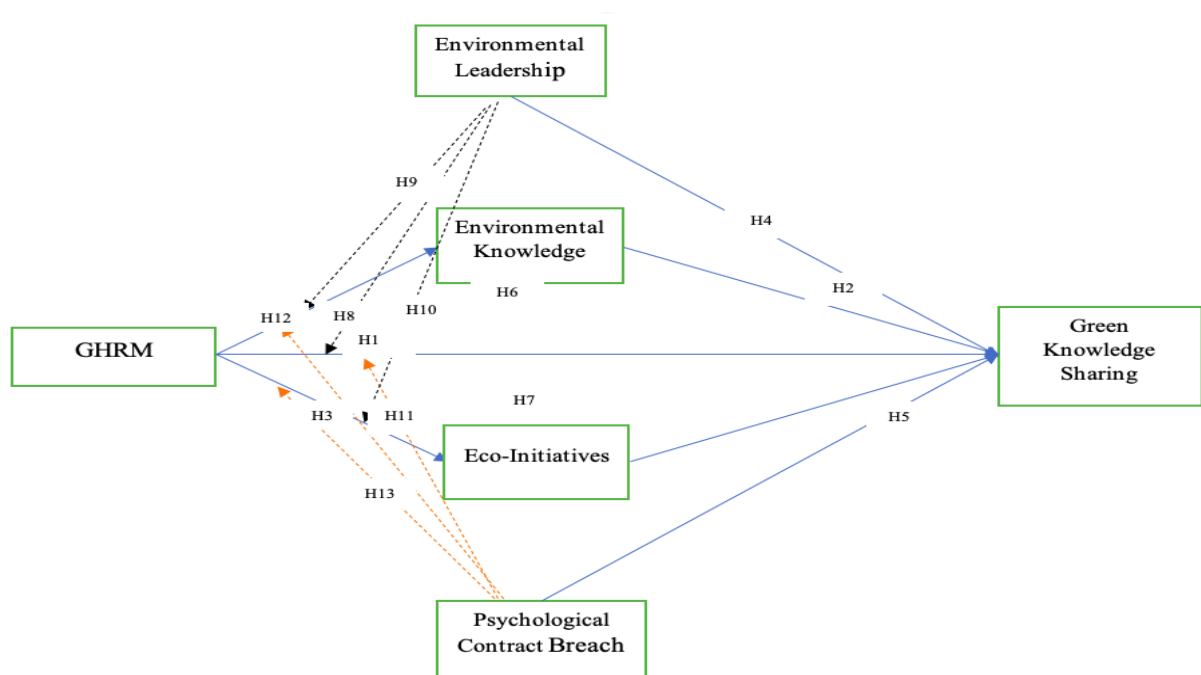 Environmental
Leadership
H9
H4
Environmental
Knowledge
H6
H10
H2
H12
H8
H1
GHRM
Green
Knowledge
Sharing
H3
H11
H7
H5
Eco-Initiatives
H13
Psychological
Contract Breach